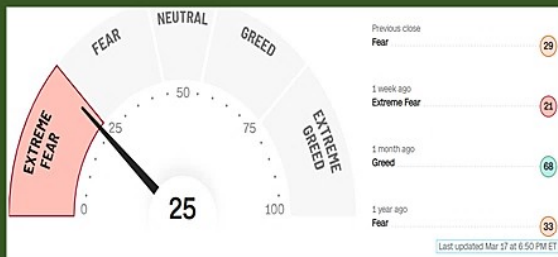 EXTREME
FEAR
FEAR
NEUTRAL
GREED
EXTREME
GREED
0
25
50
75
100
25
Previous close
Fear
29
1 week ago
Extreme Fear
21
1 month ago
Greed
68
1 year ago
Fear
33
Last updated Mar 17 at 6:50 PM ET